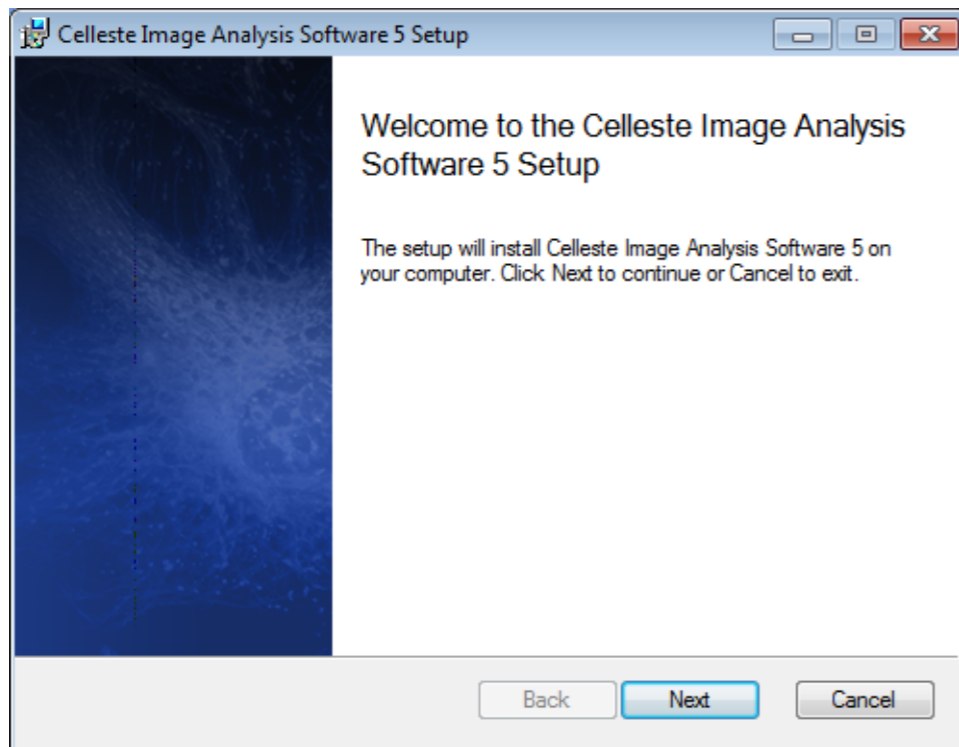 Celleste Image Analysis Software 5 Setup
Welcome to the Celleste Image Analysis
Software 5 Setup
The setup will install Celleste Image Analysis Software 5 on
your computer. Click Next to continue or Cancel to exit.
Back
Next
Cancel